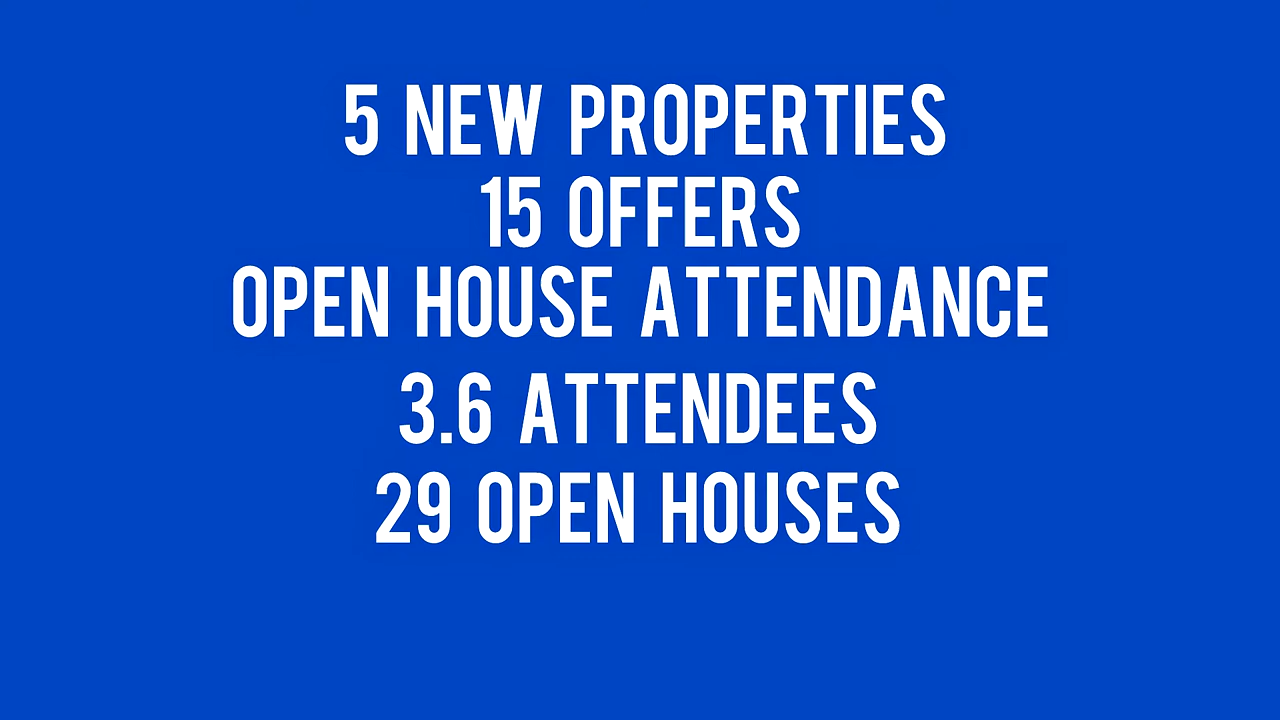 5 NEW PROPERTIES
15 OFFERS
OPEN HOUSE ATTENDANCE
3.6 ATTENDEES
29 OPEN HOUSES